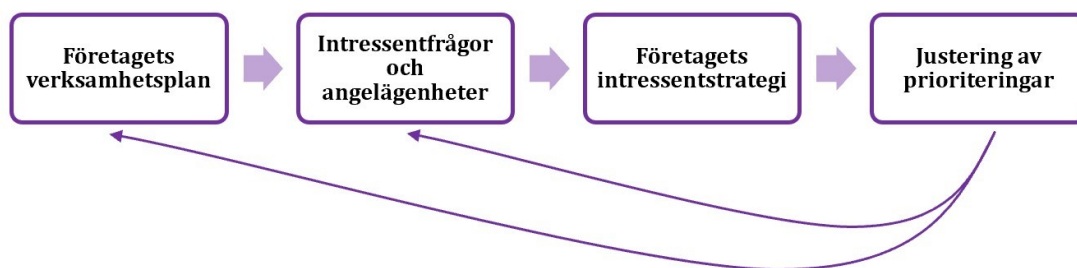 Företagets
verksamhetsplan
Intressentfrågor
och
angelägenheter
Företagets
intressentstrategi
Justering av
prioriteringar